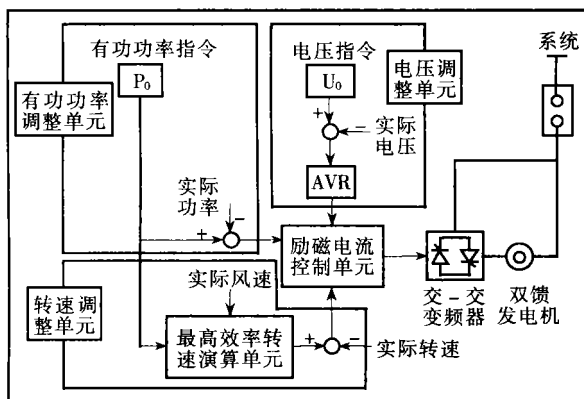 有功功率指令
P₀
有功功率
调整单元
实际
功率
-
+
电压指令
U₀
电压调
整单元
+
-
实际
电压
AVR
系统
励磁电流
控制单元
交-交
变频器
双馈
发电机
转速调
整单元
实际风速
最高效率转
速演算单元
+
-
实际转速